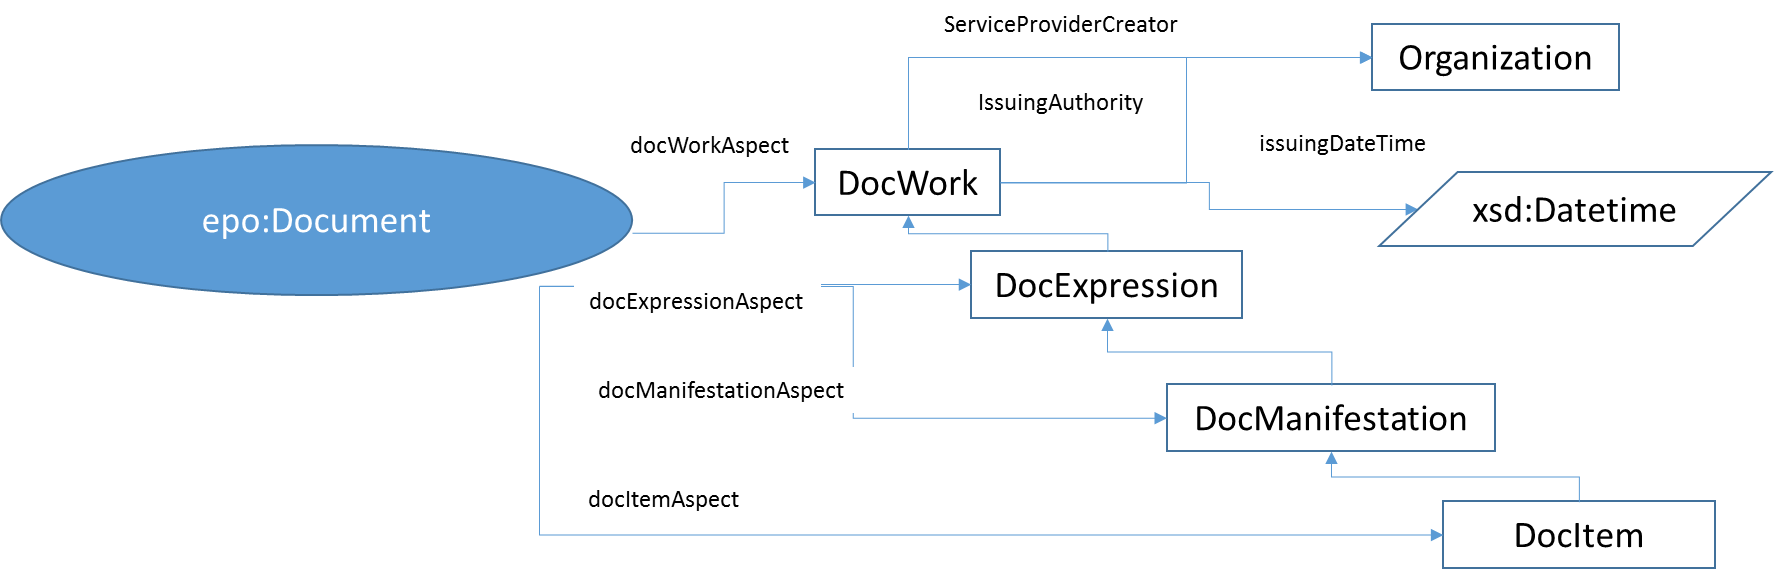 ServiceProviderCreator
Organization
IssuingAuthority
docWorkAspect
issuingDateTime
DocWork
epo:Document
xsd:Datetime
DocExpression
docExpressionAspect
docManifestationAspect
DocManifestation
docItemAspect
DocItem